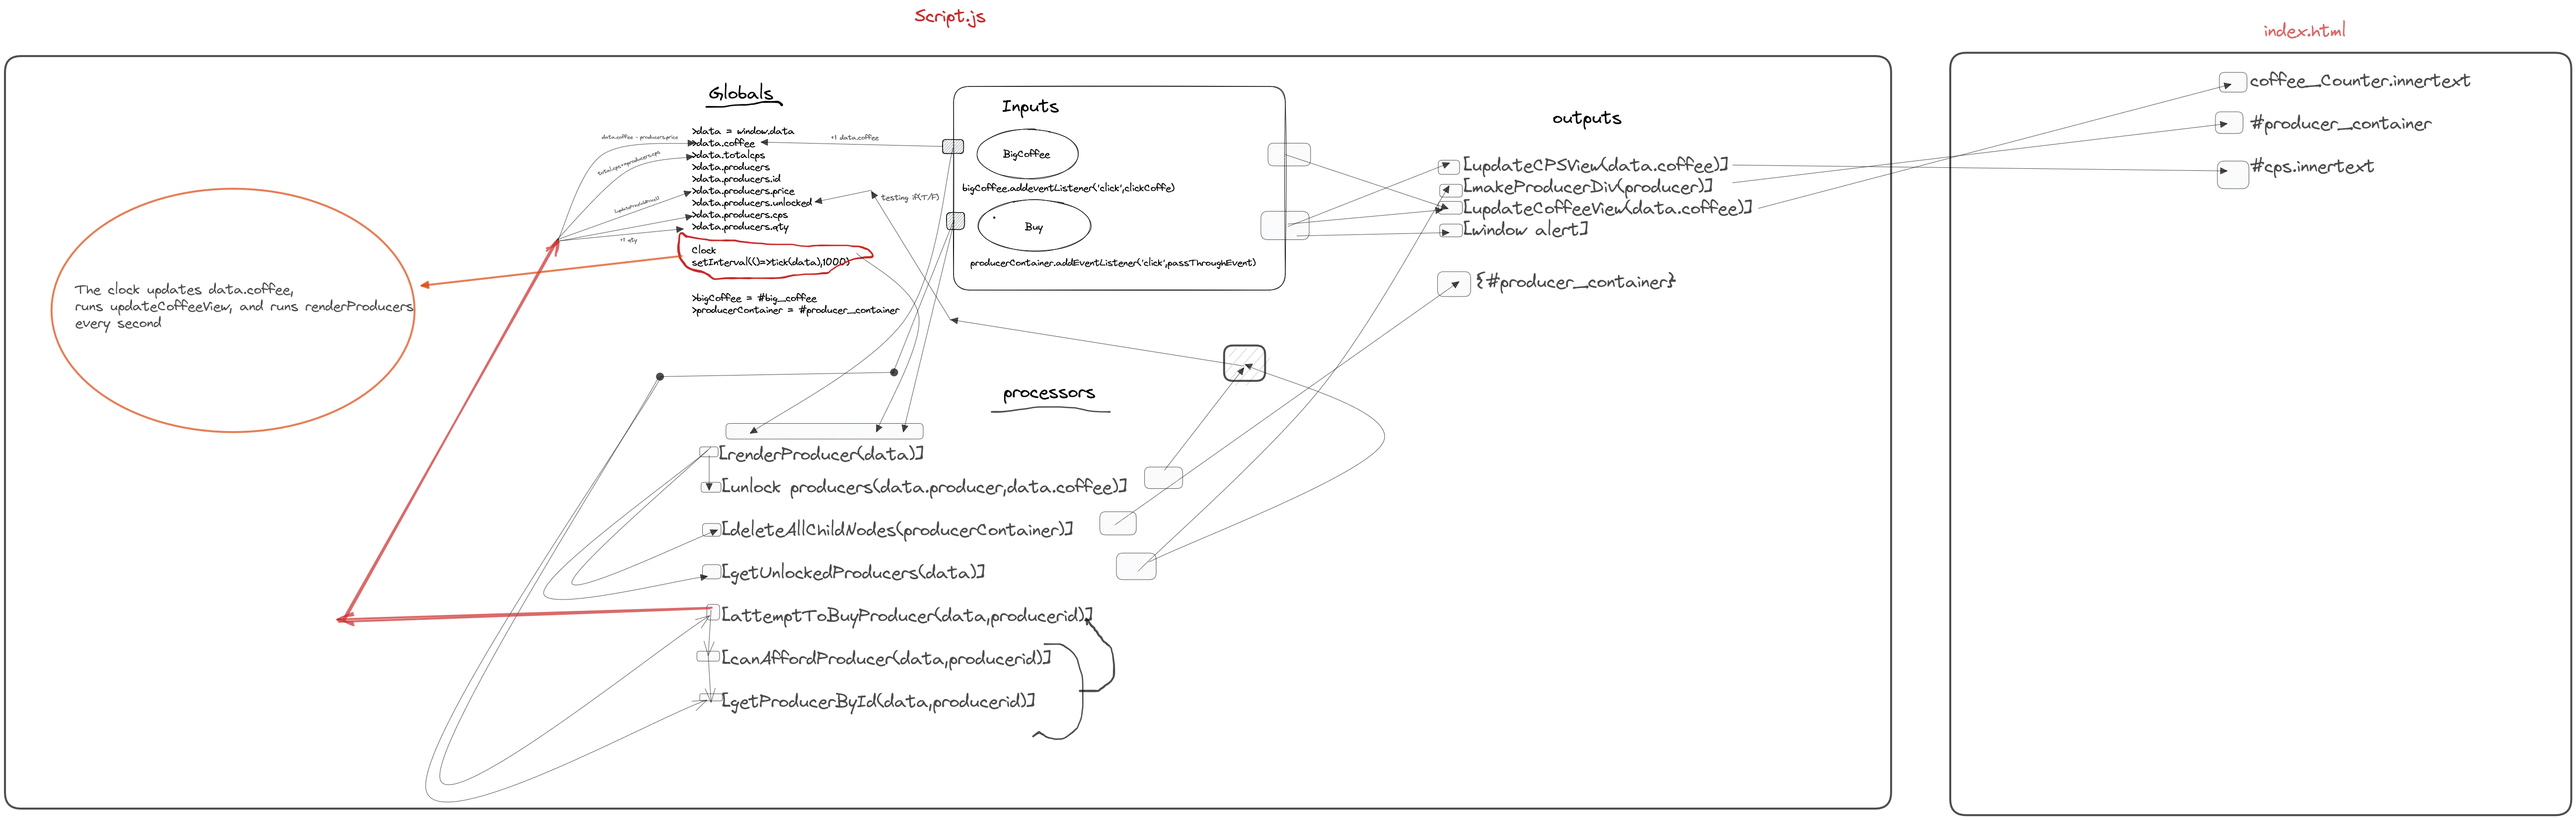 Script.js
index.html
Globals
>data = window.data
>data.coffee
>data.totalcps
>data.producers
>data.producers.id
>data.producers.price
>data.producers.unlocked
>data.producers.cps
>data.producers.qty
data.coffee - producers.price
total.cps+=producers.cps
+1 qty
+1 data.coffee
testing if(T/F)
Clock
setInterval(()=>tick(data),1000)
>bigCoffee = #big_coffee
>producerContainer = #producer_container
The clock updates data.coffee,
runs updateCoffeeView, and runs renderProducers
every second
Inputs
BigCoffee
bigCoffee.addeventListener('click',clickCoffe)
Buy
producerContainer.addEventListener('click',passThroughEvent)
outputs
[updateCPSView(data.coffee)]
[makeProducerDiv(producer)]
[updateCoffeeView(data.coffee)]
[window alert]
{#producer_container}
processors
[renderProducer(data)]
[unlock producers(data.producer,data.coffee)]
[deleteAllChildNodes(producerContainer)]
[getUnlockedProducers(data)]
[attemptToBuyProducer(data,producerid)]
[canAffordProducer(data,producerid)]
[getProducerById(data,producerid)]
coffee_Counter.innertext
#producer_container
#cps.innertext